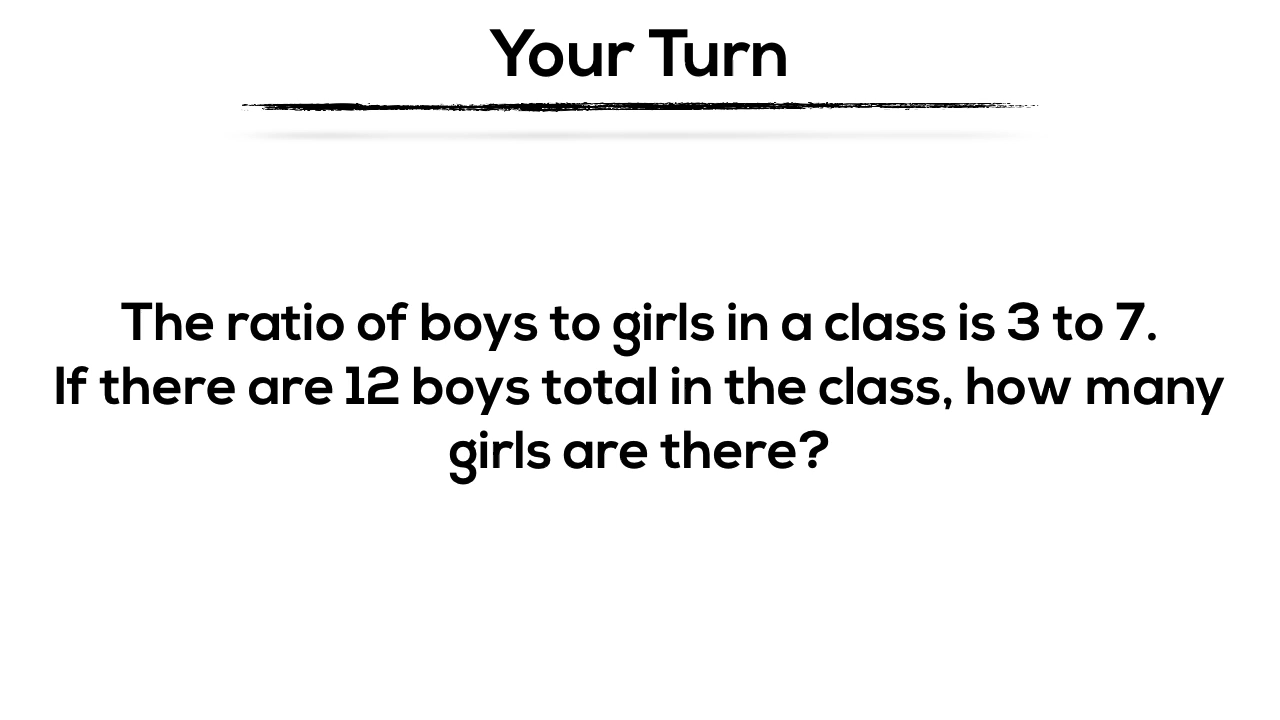 Your Turn
The ratio of boys to girls in a class is 3 to 7.
If there are 12 boys total in the class, how many
girls are there?